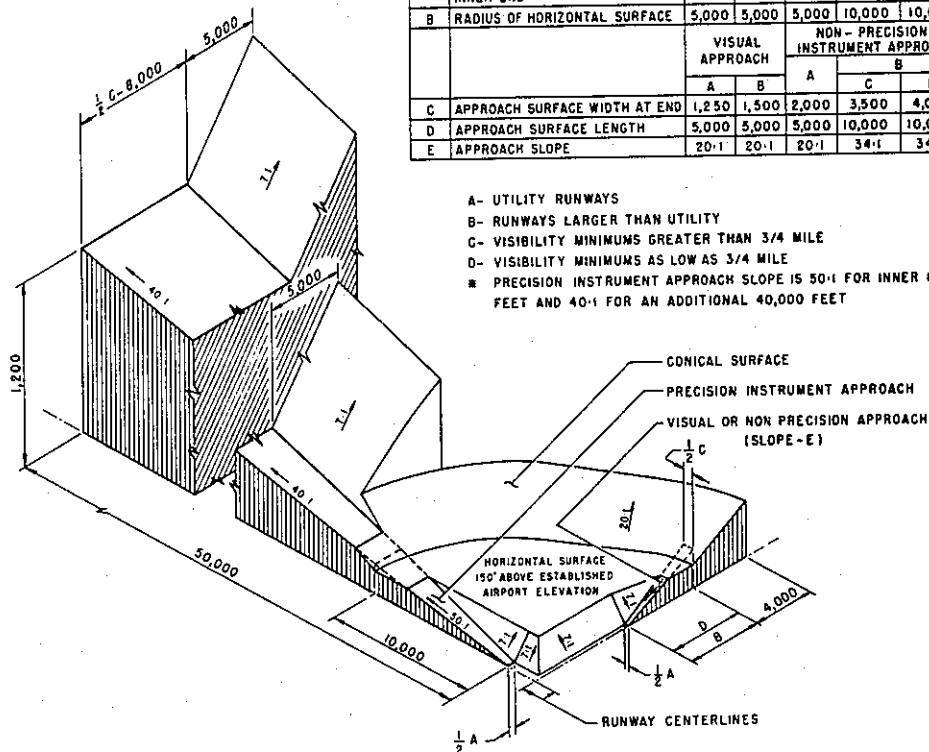 B RADIUS OF HORIZONTAL SURFACE 5,000 5,000 5,000 10,000
VISUAL APPROACH
NON - PRECISION
A
B
A B C
C APPROACH SURFACE WIDTH AT END 1,250 1,500 2,000 3,500
D APPROACH SURFACE LENGTH 5,000 5,000 5,000 10,000
E APPROACH SLOPE 20:1 20:1 20:1 34:1
A- UTILITY RUNWAYS
B- RUNWAYS LARGER THAN UTILITY
C- VISIBILITY MINIMUMS GREATER THAN 3/4 MILE
D- VISIBILITY MINIMUMS AS LOW AS 3/4 MILE
* PRECISION INSTRUMENT APPROACH SLOPE IS 50:1 FOR INNER
FEET AND 40:1 FOR AN ADDITIONAL 40,000 FEET
5,000
1/2 C-8,000
7:1
40:1
5,000
1,200
7:1
CONICAL SURFACE
PRECISION INSTRUMENT APPROACH
VISUAL OR NON PRECISION APPROACH
(SLOPE-E)
1/2 C
40:1
20:1
50,000
HORIZONTAL SURFACE
150' ABOVE ESTABLISHED
AIRPORT ELEVATION
50:1
7:1
7:1
7:1
7:1
4,000
D
B
10,000
1/2 A
RUNWAY CENTERLINES
1/2 A